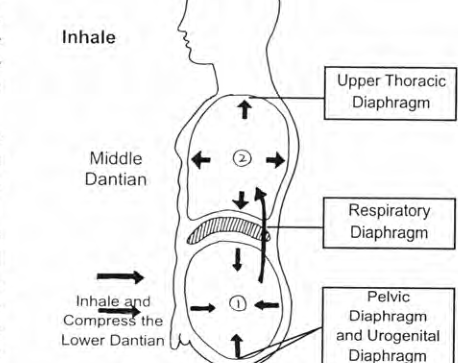 Inhale
Upper Thoracic
Diaphragm
Middle
Dantian
②
Respiratory
Diaphragm
Inhale and
Compress the
Lower Dantian
①
Pelvic
Diaphragm
and Urogenital
Diaphragm